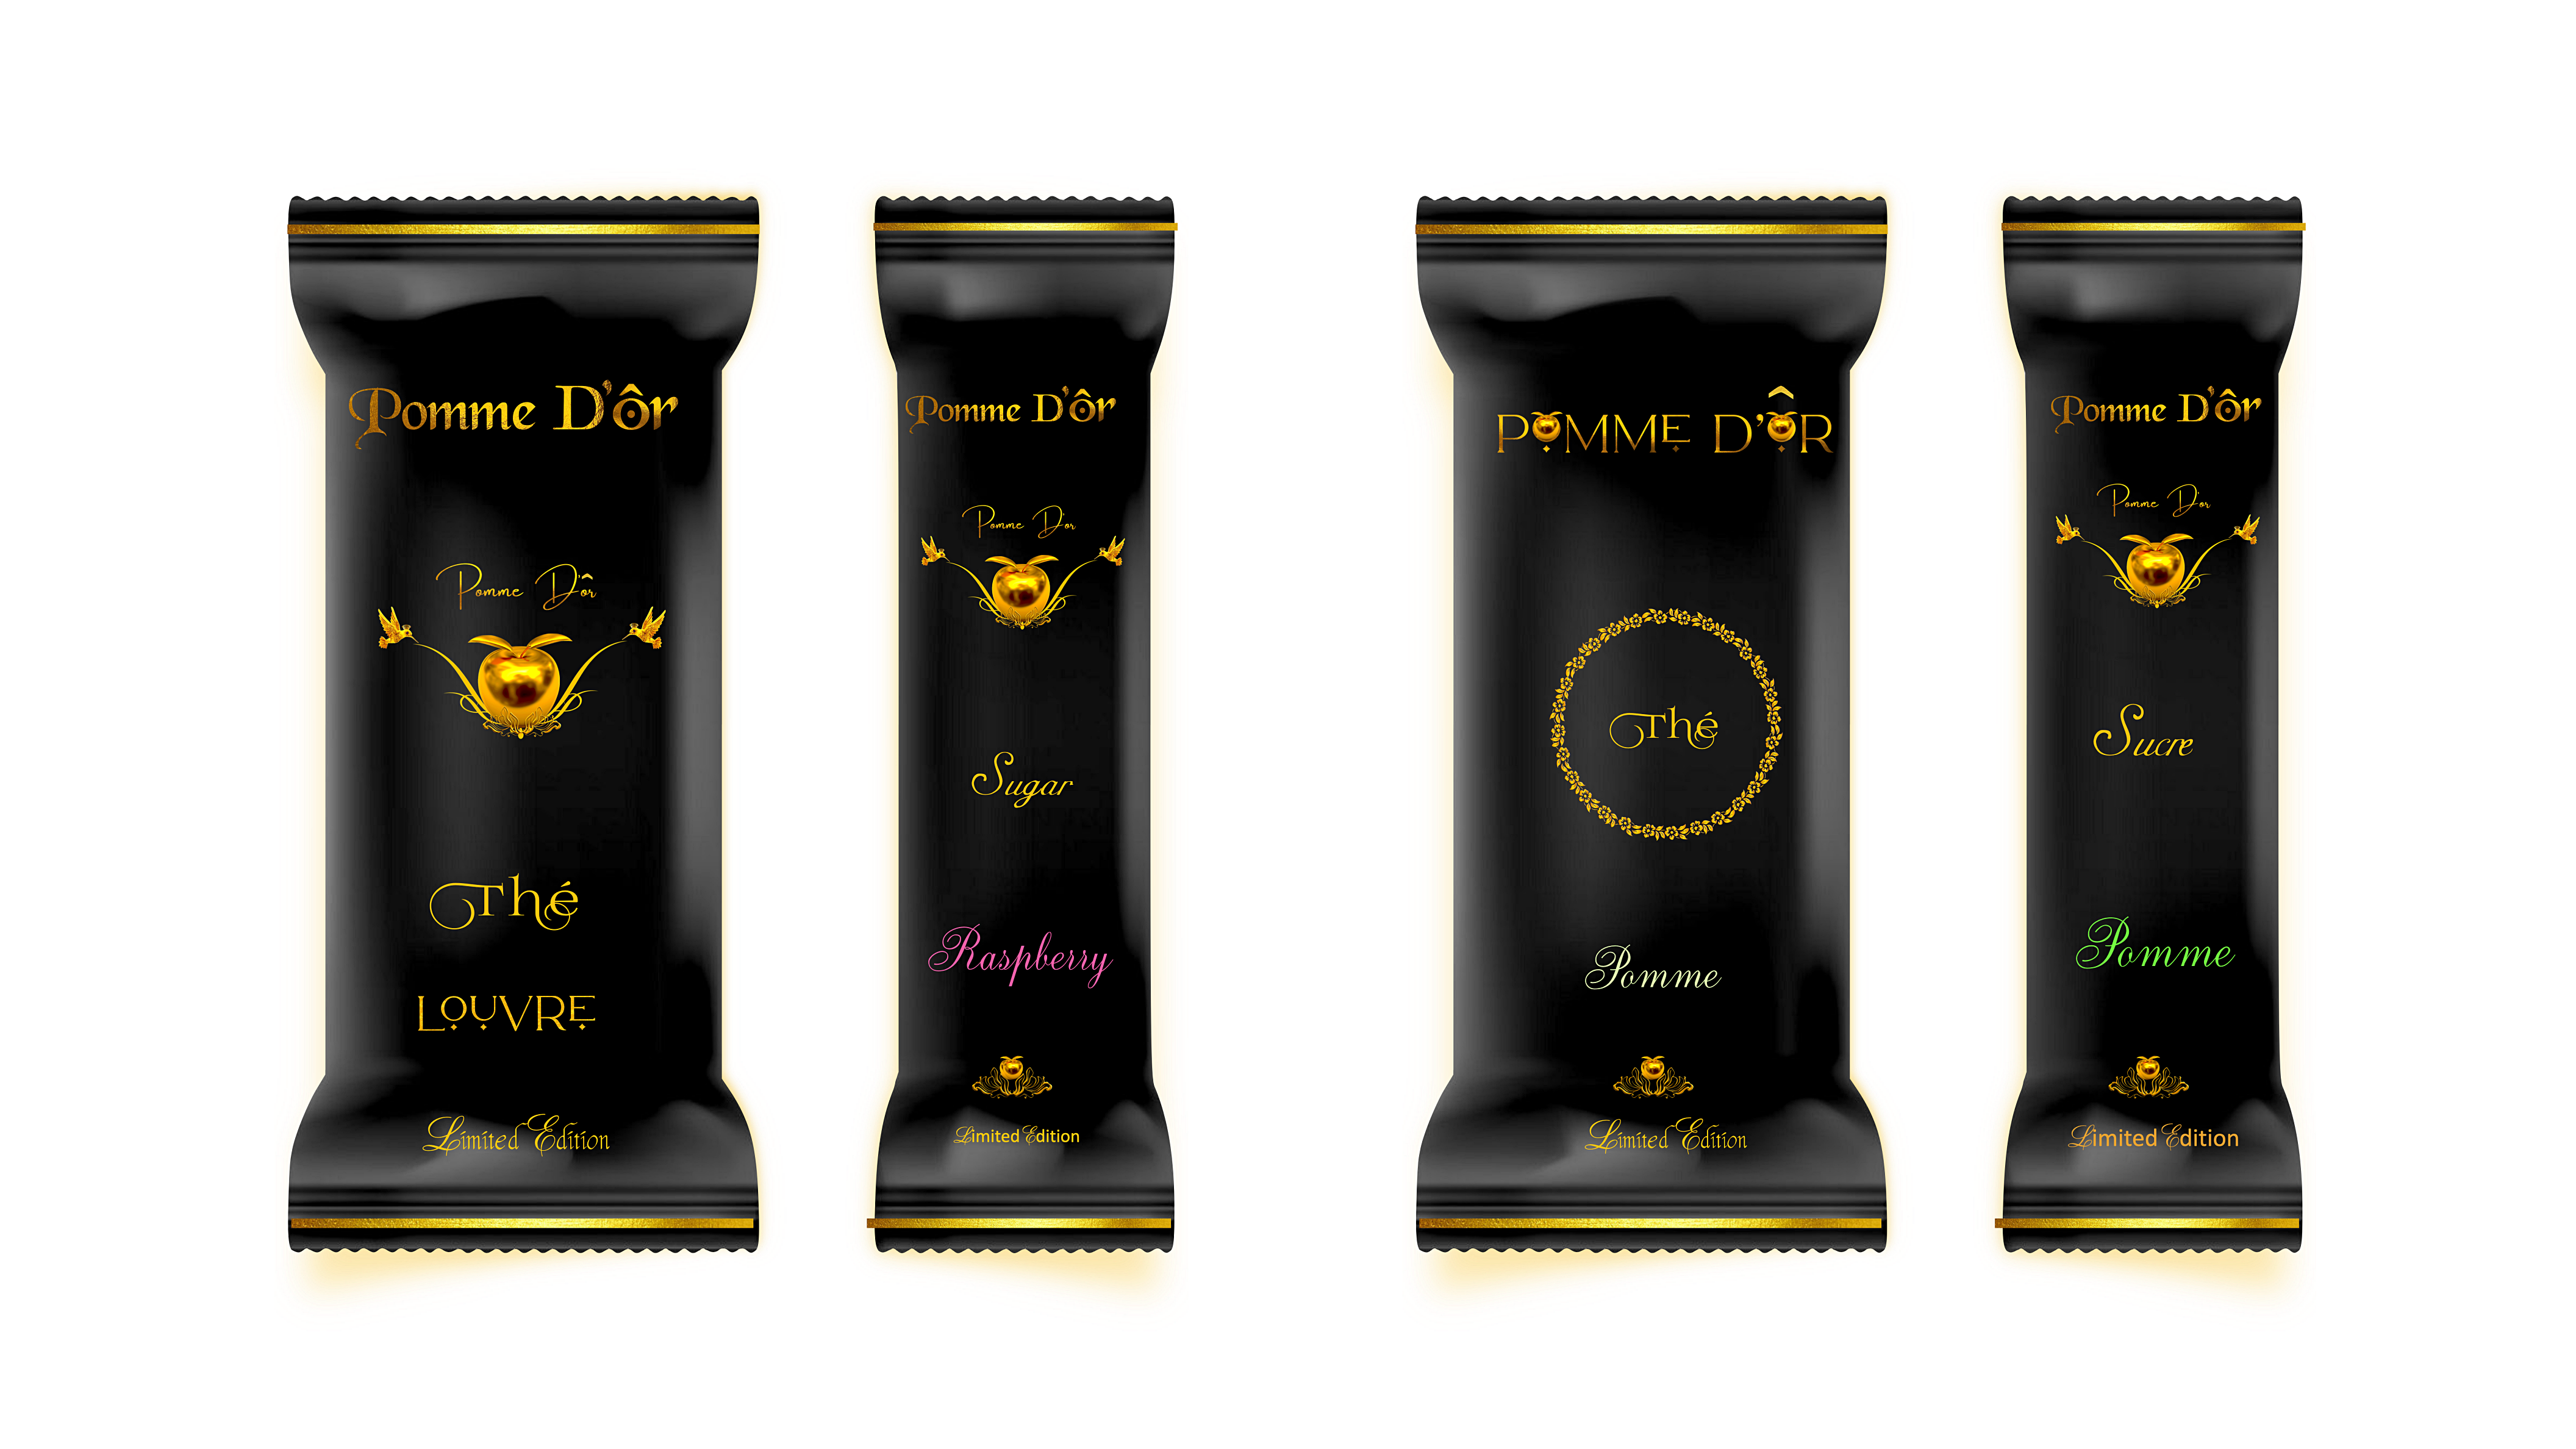 Pomme D'ôr
Pomme D'ôr
Thé
LOUVRE
Limited Edition
Pomme D'ôr
Pomme D'or
Sugar
Raspberry
Limited Edition
POMME D'ÔR
Thé
Pomme
Limited Edition
Pomme D'ôr
Pomme D'or
Sucre
Pomme
Limited Edition